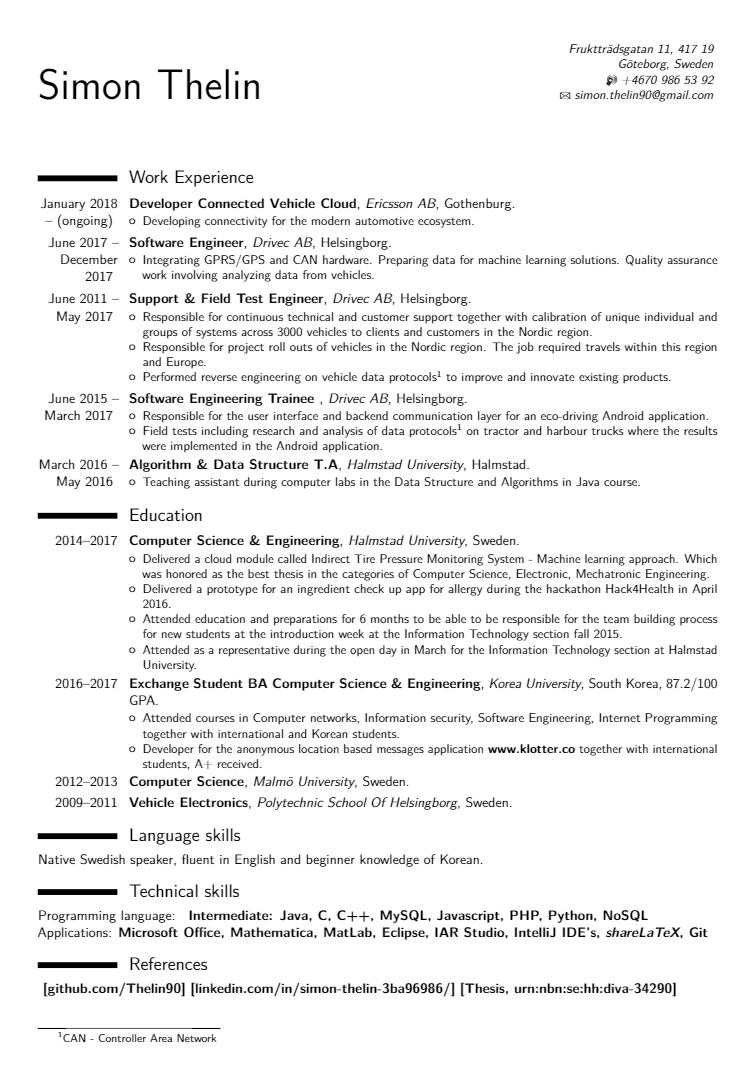 Fruktträdsgatan 11, 417 19
Göteborg, Sweden
+4670 986 53 92
simon.thelin90@gmail.com
Simon Thelin
Work Experience
January 2018 – (ongoing)
Developer Connected Vehicle Cloud, Ericsson AB, Gothenburg.
Developing connectivity for the modern automotive ecosystem.
June 2017 – December 2017
Software Engineer, Drivec AB, Helsingborg.
Integrating GPRS/GPS and CAN hardware. Preparing data for machine learning solutions. Quality assurance
work involving analyzing data from vehicles.
June 2011 – May 2017
Support & Field Test Engineer, Drivec AB, Helsingborg.
Responsible for continuous technical and customer support together with calibration of unique individual and
groups of systems across 3000 vehicles to clients and customers in the Nordic region.
Responsible for project roll outs of vehicles in the Nordic region. The job required travels within this region
and Europe.
Performed reverse engineering on vehicle data protocols¹ to improve and innovate existing products.
June 2015 – March 2017
Software Engineering Trainee , Drivec AB, Helsingborg.
Responsible for the user interface and backend communication layer for an eco-driving Android application.
Field tests including research and analysis of data protocols¹ on tractor and harbour trucks where the results
were implemented in the Android application.
March 2016 – May 2016
Algorithm & Data Structure T.A, Halmstad University, Halmstad.
Teaching assistant during computer labs in the Data Structure and Algorithms in Java course.
Education
2014–2017 Computer Science & Engineering, Halmstad University, Sweden.
Delivered a cloud module called Indirect Tire Pressure Monitoring System - Machine learning approach. Which
was honored as the best thesis in the categories of Computer Science, Electronic, Mechatronic Engineering.
Delivered a prototype for an ingredient check up app for allergy during the hackathon Hack4Health in April
2016.
Attended education and preparations for 6 months to be able to be responsible for the team building process
for new students at the introduction week at the Information Technology section fall 2015.
Attended as a representative during the open day in March for the Information Technology section at Halmstad
University.
2016–2017 Exchange Student BA Computer Science & Engineering, Korea University, South Korea, 87.2/100
GPA.
Attended courses in Computer networks, Information security, Software Engineering, Internet Programming
together with international and Korean students.
Developer for the anonymous location based messages application www.klotter.co together with international
students, A+ received.
2012–2013 Computer Science, Malmö University, Sweden.
2009–2011 Vehicle Electronics, Polytechnic School Of Helsingborg, Sweden.
Language skills
Native Swedish speaker, fluent in English and beginner knowledge of Korean.
Technical skills
Programming language: Intermediate: Java, C, C++, MySQL, Javascript, PHP, Python, NoSQL
Applications: Microsoft Office, Mathematica, MatLab, Eclipse, IAR Studio, IntelliJ IDE's, shareLaTeX, Git
References
[github.com/Thelin90] [linkedin.com/in/simon-thelin-3ba96986/] [Thesis, urn:nbn:se:hh:diva-34290]
¹CAN - Controller Area Network